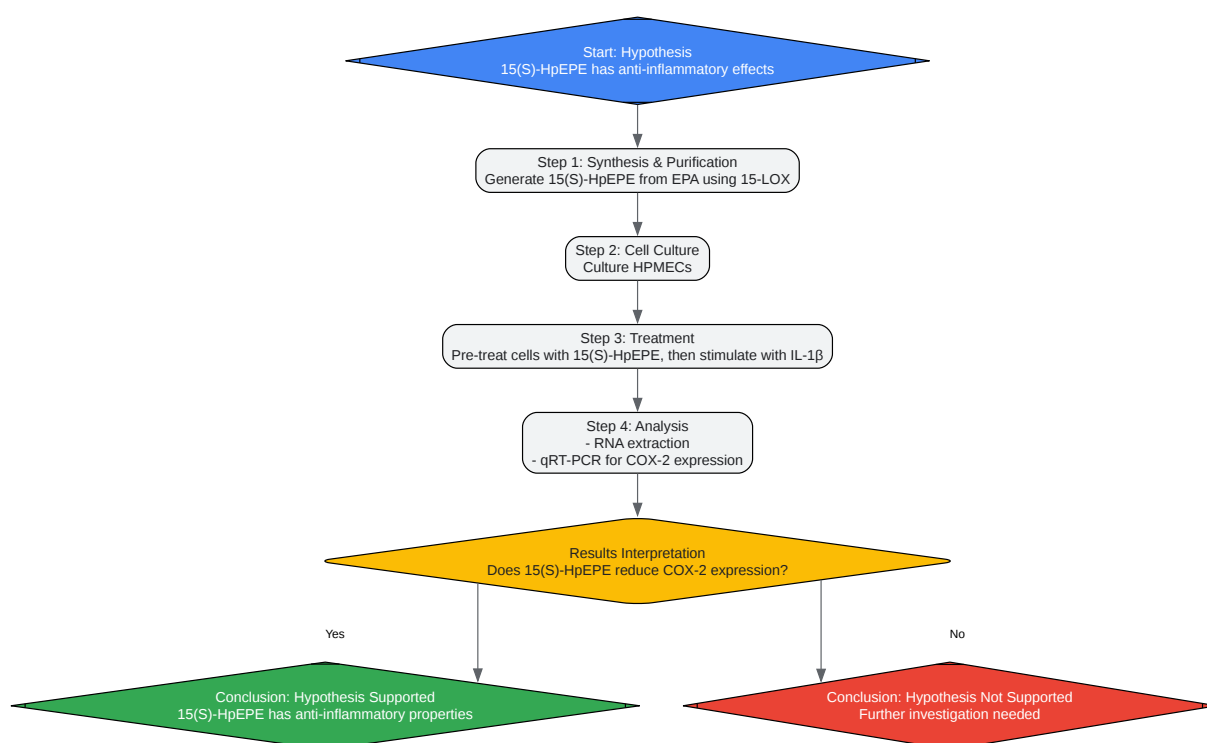 Start: Hypothesis
15(S)-HpEPE has anti-inflammatory effects
Step 1: Synthesis & Purification
Generate 15(S)-HpEPE from EPA using 15-LOX
Step 2: Cell Culture
Culture HPMECs
Step 3: Treatment
Pre-treat cells with 15(S)-HpEPE, then stimulate with IL-1β
Step 4: Analysis
- RNA extraction
- qRT-PCR for COX-2 expression
Results Interpretation
Does 15(S)-HpEPE reduce COX-2 expression?
Yes
No
Conclusion: Hypothesis Supported
15(S)-HpEPE has anti-inflammatory properties
Conclusion: Hypothesis Not Supported
Further investigation needed